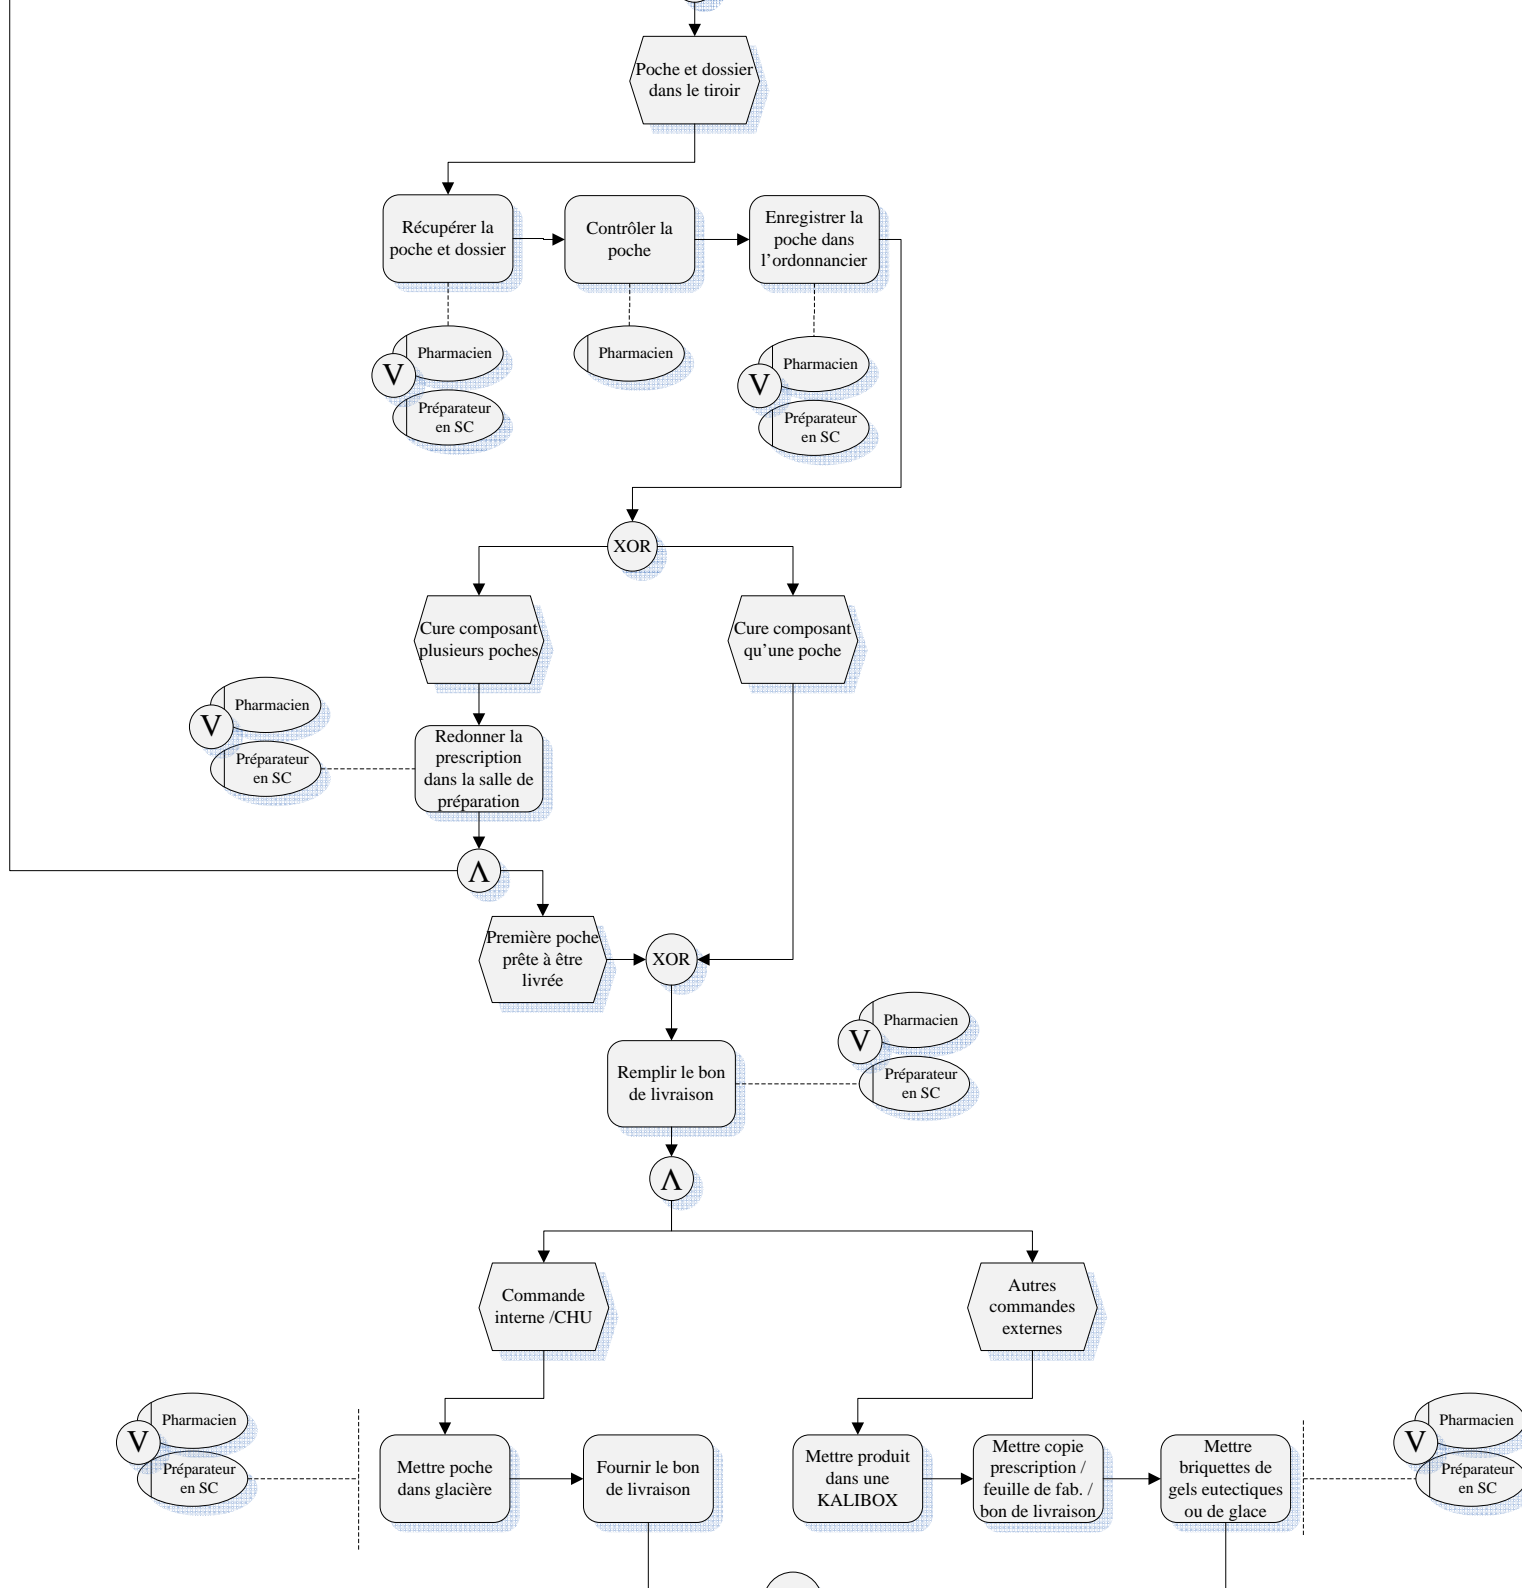 Poche et dossier
dans le tiroir
Récupérer la
poche et dossier
Contrôler la
poche
Enregistrer la
poche dans
l’ordonnancier
Pharmacien
V
Préparateur
en SC
Pharmacien
Pharmacien
V
Préparateur
en SC
XOR
Cure composant
plusieurs poches
Cure composant
qu’une poche
Pharmacien
V
Préparateur
en SC
Redonner la
prescription
dans la salle de
préparation
Λ
Première poche
prête à être
livrée
XOR
Pharmacien
V
Préparateur
en SC
Remplir le bon
de livraison
Λ
Commande
interne /CHU
Autres
commandes
externes
Pharmacien
V
Préparateur
en SC
Mettre poche
dans glacière
Fournir le bon
de livraison
Mettre produit
dans une
KALIBOX
Mettre copie
prescription /
feuille de fab. /
bon de livraison
Mettre
briquettes de
gels eutectiques
ou de glace
Pharmacien
V
Préparateur
en SC